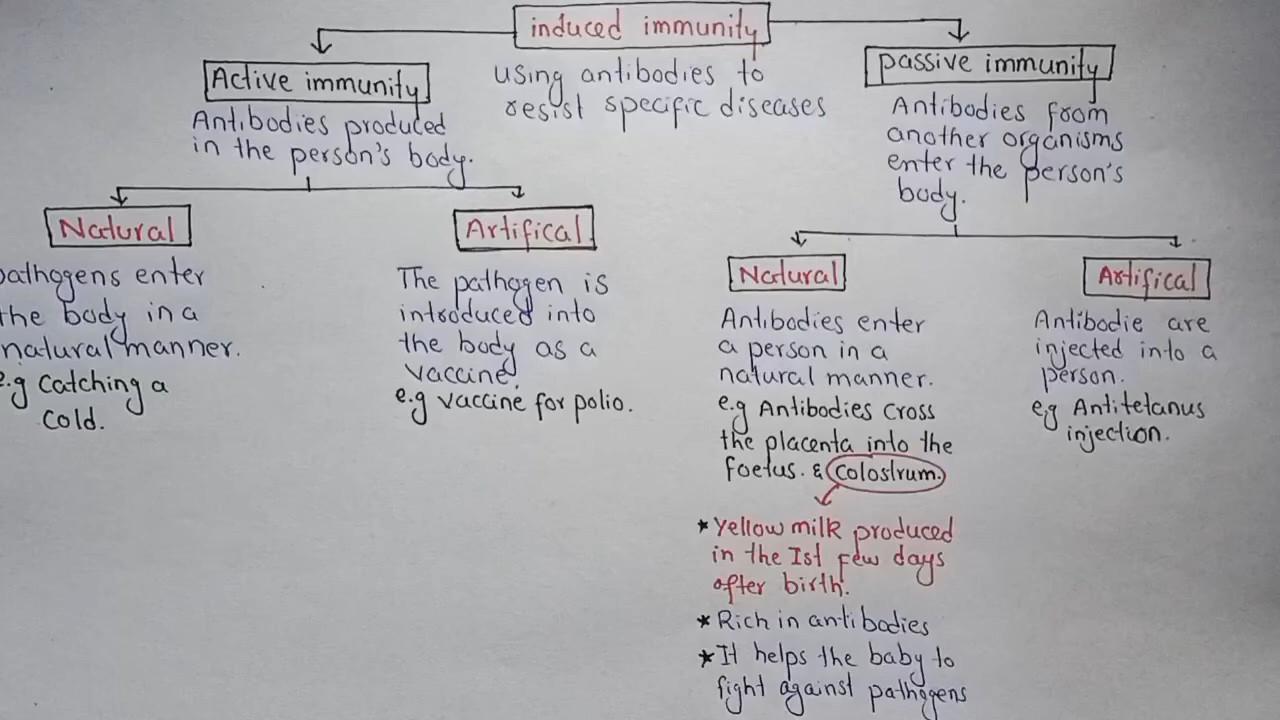 induced immunity
using antibodies to
resist specific diseases
Active immunity
Antibodies produced
in the person's body.
Natural
pathogens enter
the body in a
natural manner.
e.g catching a
cold.
Artifical
The pathogen is
introduced into
the body as a
vaccine.
e.g vaccine for polio.
passive immunity
Antibodies from
another organisms
enter the person's
body.
Natural
Antibodies enter
a person in a
natural manner.
e.g Antibodies cross
the placenta into the
foetus. & Colostrum.
* Yellow milk produced
in the Ist few days
after birth.
* Rich in antibodies
* It helps the baby to
fight against pathogens
Artifical
Antibodie are
injected into a
person.
e.g Antitetanus
injection.